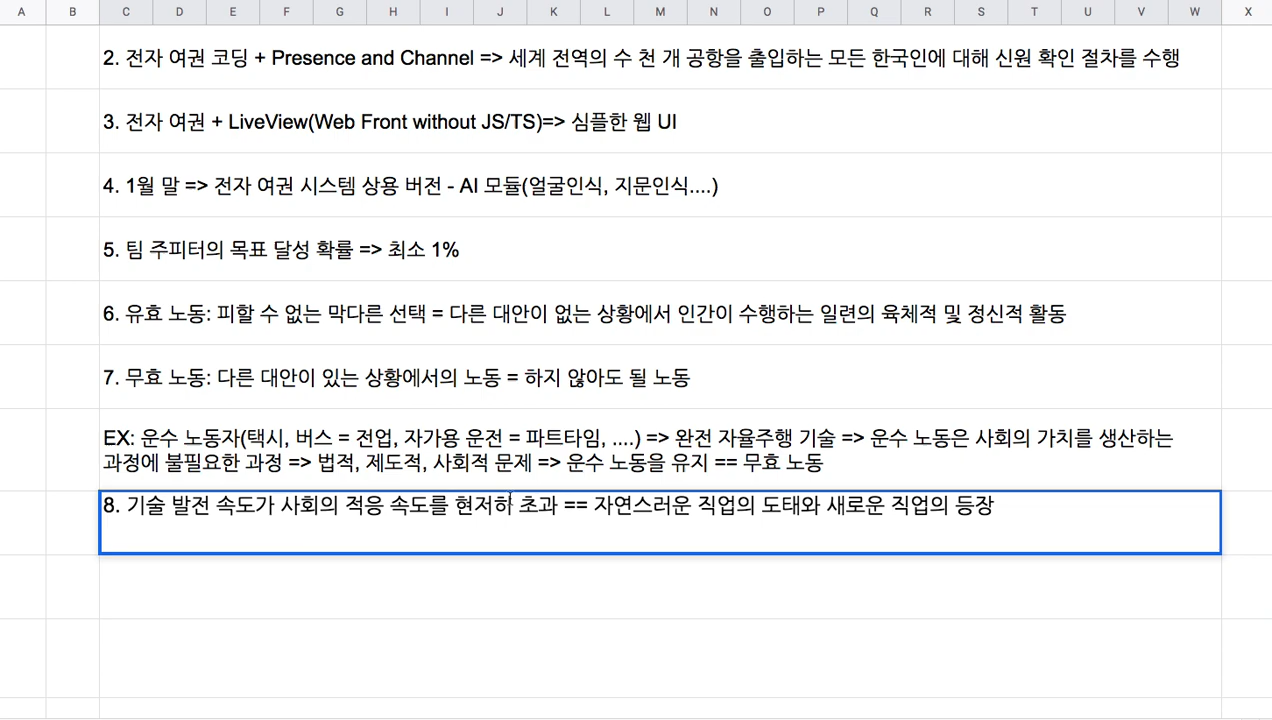 A B C D E F G H I J K L M N O P Q R S T U V W X
2. 전자 여권 코딩 + Presence and Channel => 세계 전역의 수 천 개 공항을 출입하는 모든 한국인에 대해 신원 확인 절차를 수행
3. 전자 여권 + LiveView(Web Front without JS/TS)=> 심플한 웹 UI
4. 1월 말 => 전자 여권 시스템 상용 버전 - AI 모듈(얼굴인식, 지문인식....)
5. 팀 주피터의 목표 달성 확률 => 최소 1%
6. 유효 노동: 피할 수 없는 막다른 선택 = 다른 대안이 없는 상황에서 인간이 수행하는 일련의 육체적 및 정신적 활동
7. 무효 노동: 다른 대안이 있는 상황에서의 노동 = 하지 않아도 될 노동
EX: 운수 노동자(택시, 버스 = 전업, 자가용 운전 = 파트타임, ....) => 완전 자율주행 기술 => 운수 노동은 사회의 가치를 생산하는
과정에 불필요한 과정 => 법적, 제도적, 사회적 문제 => 운수 노동을 유지 == 무효 노동
8. 기술 발전 속도가 사회의 적응 속도를 현저히 초과 == 자연스러운 직업의 도태와 새로운 직업의 등장